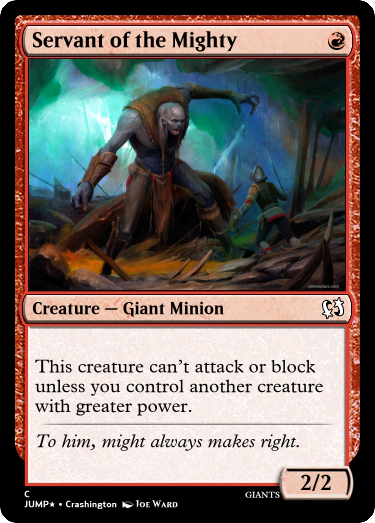 Servant of the Mighty
Creature — Giant Minion
This creature can't attack or block
unless you control another creature
with greater power.
To him, might always makes right.
2/2
C
GIANTS
JUMP★ • Crashington Joe Ward